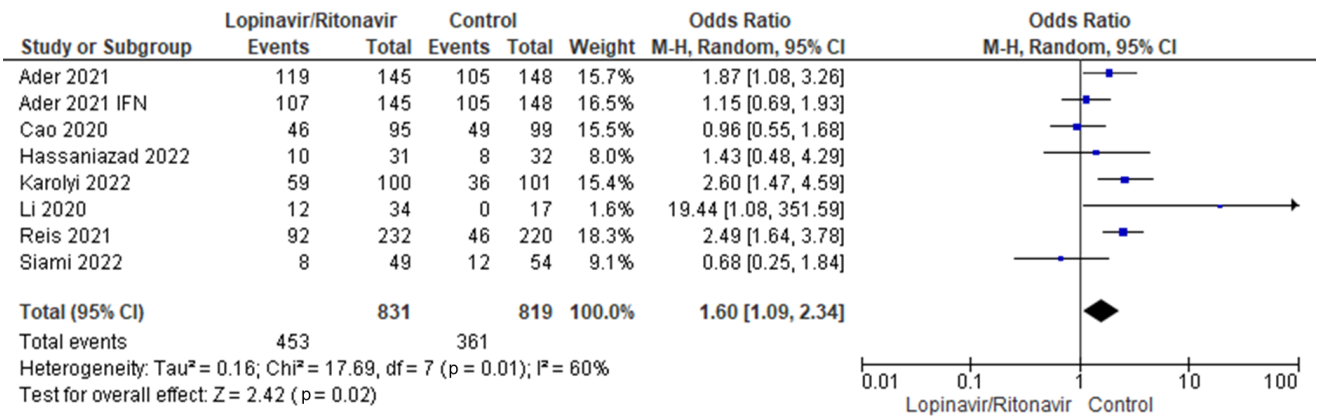 Lopinavir/Ritonavir Control Odds Ratio Odds Ratio
Study or Subgroup Events Total Events Total Weight M-H, Random, 95% CI M-H, Random, 95% CI
Ader 2021 119 145 105 148 15.7% 1.87 [1.08, 3.26]
Ader 2021 IFN 107 145 105 148 16.5% 1.15 [0.69, 1.93]
Cao 2020 46 95 49 99 15.5% 0.96 [0.55, 1.68]
Hassaniazad 2022 10 31 8 32 8.0% 1.43 [0.48, 4.29]
Karolyi 2022 59 100 36 101 15.4% 2.60 [1.47, 4.59]
Li 2020 12 34 0 17 1.6% 19.44 [1.08, 351.59]
Reis 2021 92 232 46 220 18.3% 2.49 [1.64, 3.78]
Siami 2022 8 49 12 54 9.1% 0.68 [0.25, 1.84]
Total (95% CI) 831 819 100.0% 1.60 [1.09, 2.34]
Total events 453 361
Heterogeneity: Tau² = 0.16; Chi² = 17.69, df = 7 (p = 0.01); I² = 60%
Test for overall effect: Z = 2.42 (p = 0.02)
0.01 0.1 1 10 100
Lopinavir/Ritonavir Control